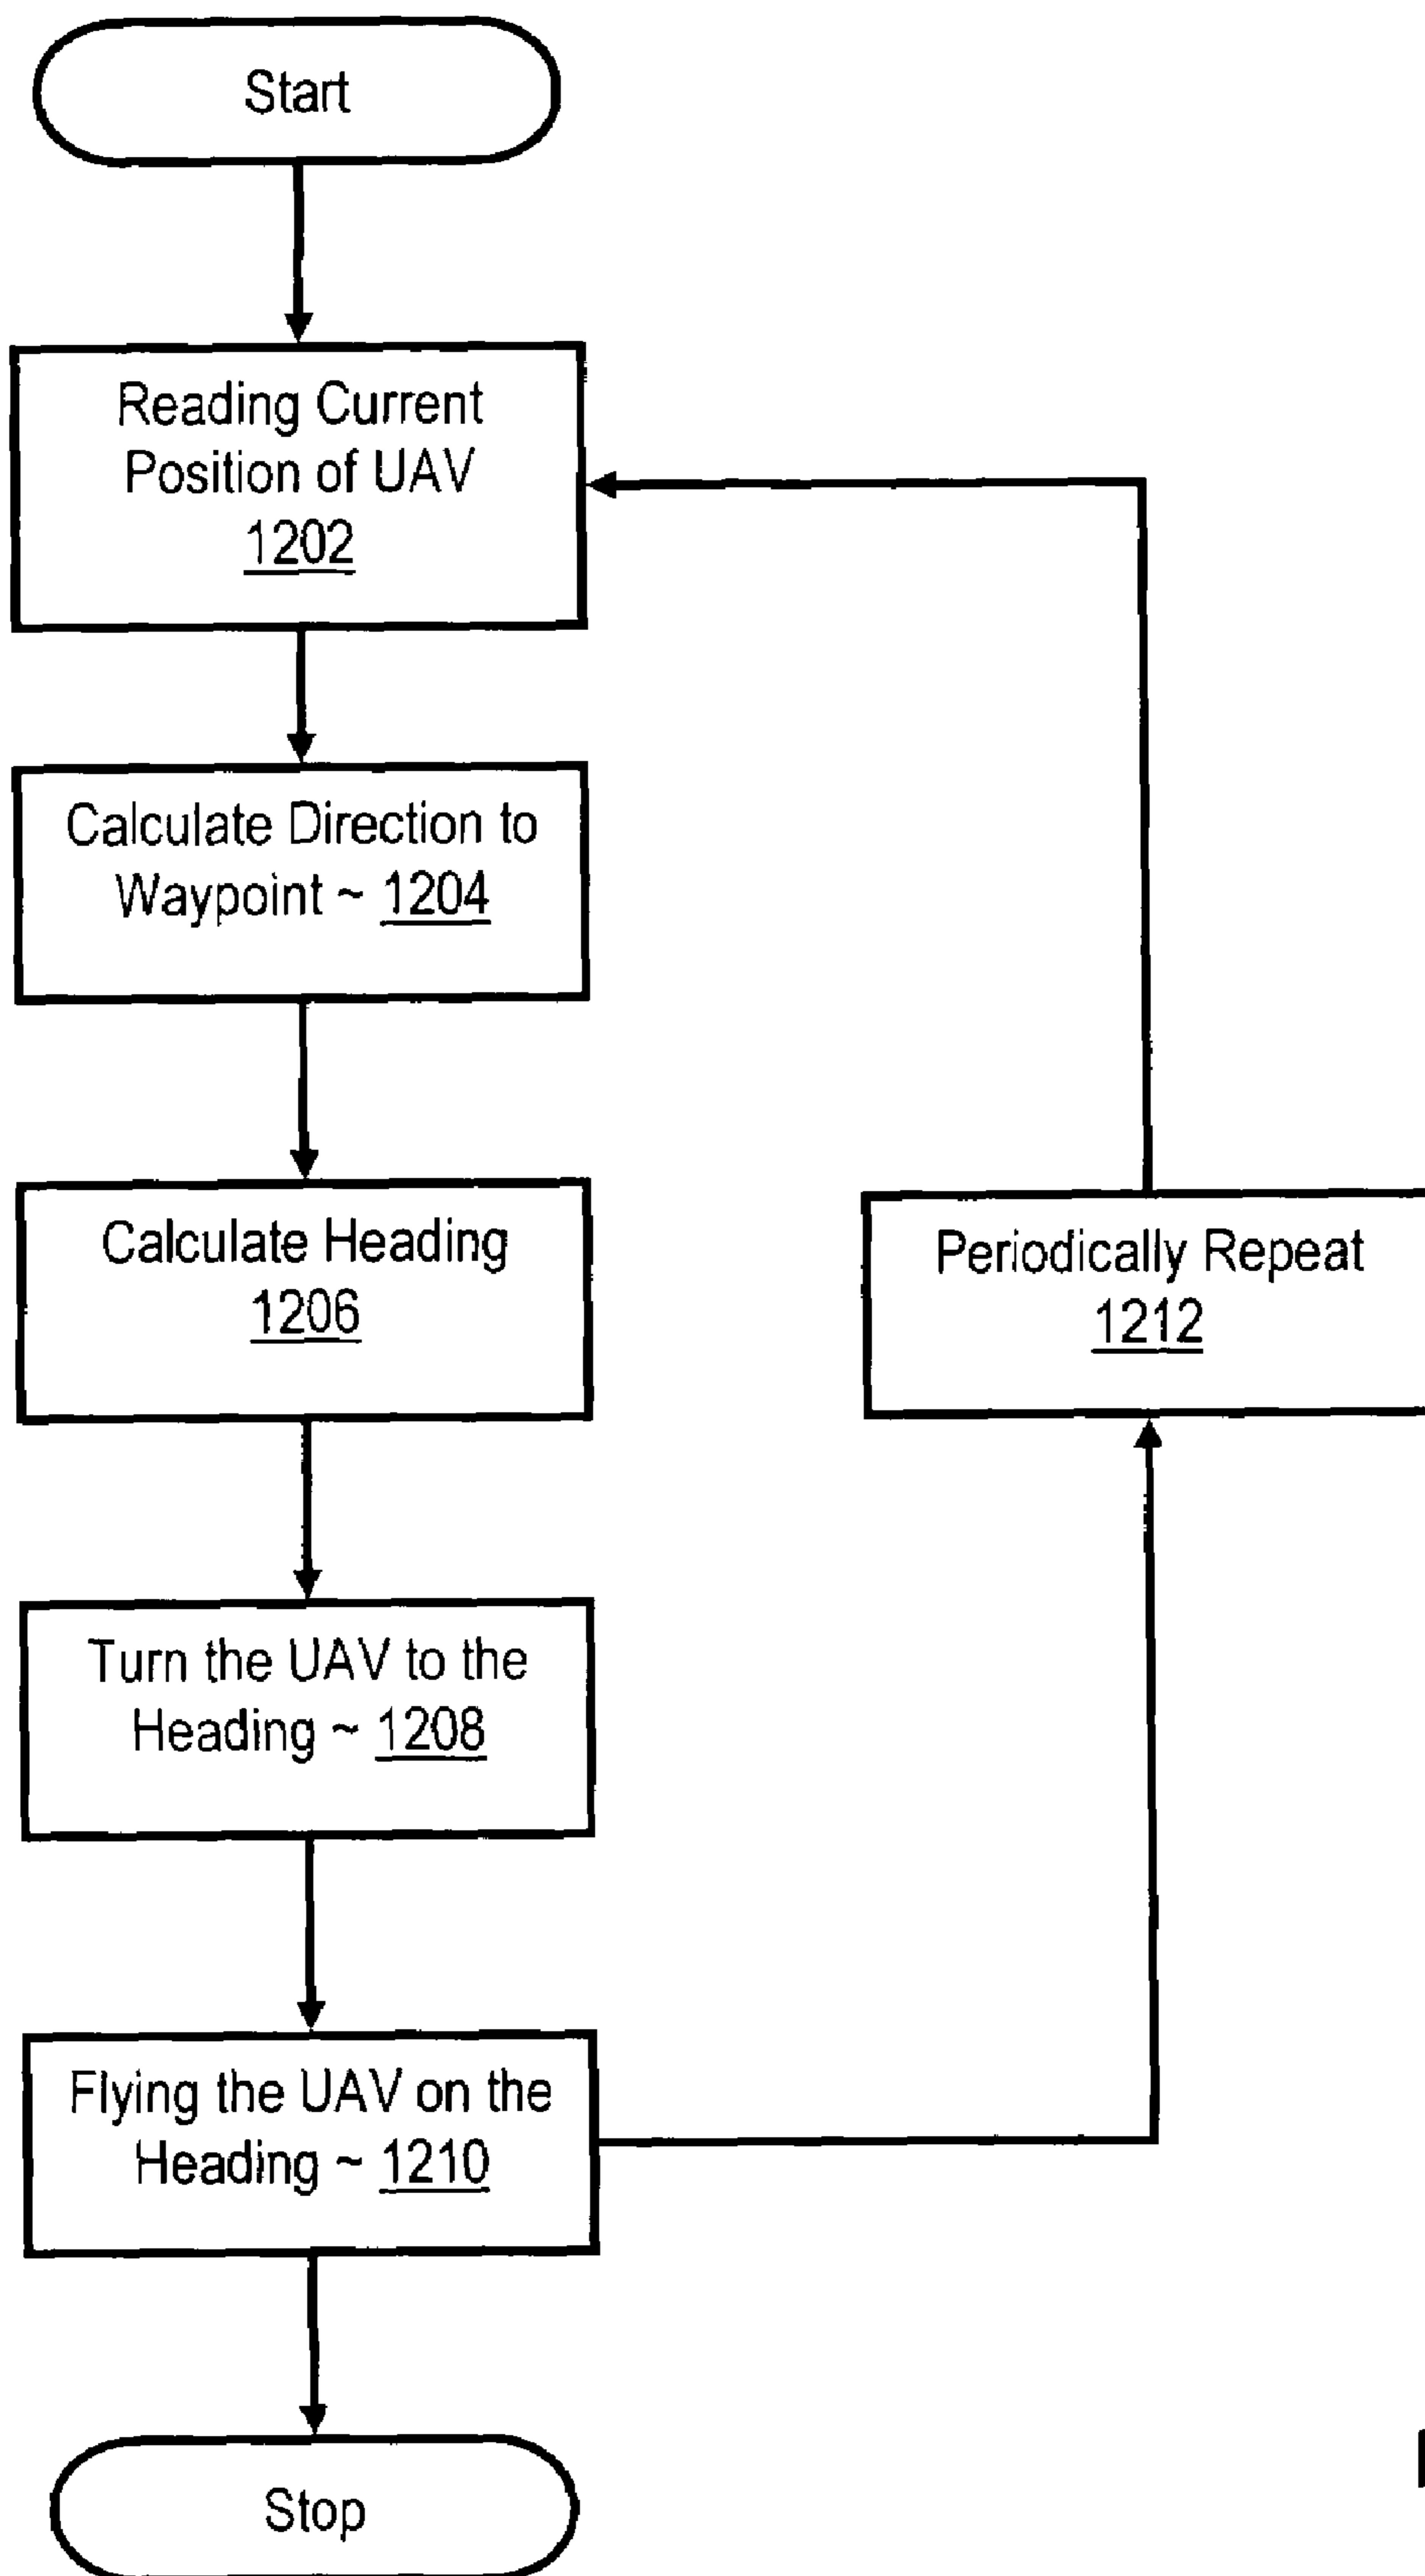 Start
Reading Current
Position of UAV
1202
Calculate Direction to
Waypoint ~ 1204
Calculate Heading
1206
Periodically Repeat
1212
Turn the UAV to the
Heading ~ 1208
Flying the UAV on the
Heading ~ 1210
Stop